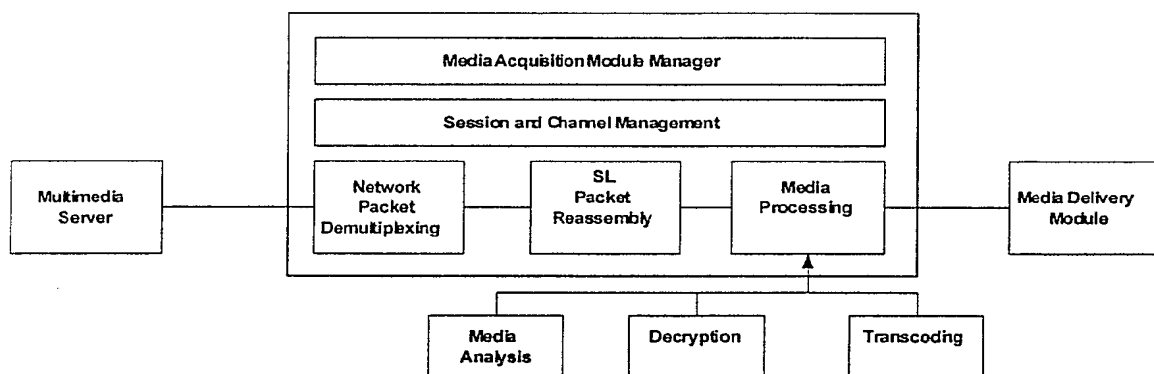 Media Acquisition Module Manager
Session and Channel Management
Multimedia
Server
Network
Packet
Demultiplexing
SL
Packet
Reassembly
Media
Processing
Media Delivery
Module
Media
Analysis
Decryption
Transcoding